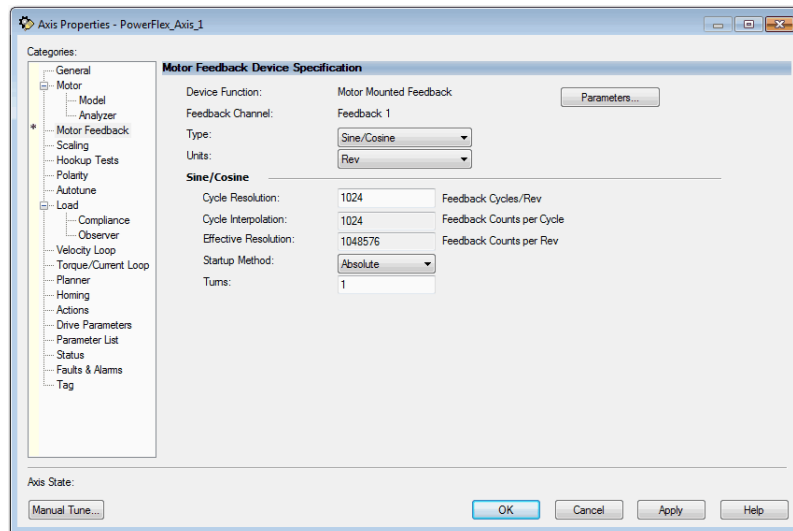 Axis Properties - PowerFlex_Axis_1
Categories:
General
Motor
Model
Analyzer
* Motor Feedback
Scaling
Hookup Tests
Polarity
Autotune
Load
Compliance
Observer
Velocity Loop
Torque/Current Loop
Planner
Homing
Actions
Drive Parameters
Parameter List
Status
Faults & Alarms
Tag
Motor Feedback Device Specification
Device Function: Motor Mounted Feedback Parameters...
Feedback Channel: Feedback 1
Type: Sine/Cosine
Units: Rev
Sine/Cosine
Cycle Resolution: 1024 Feedback Cycles/Rev
Cycle Interpolation: 1024 Feedback Counts per Cycle
Effective Resolution: 1048576 Feedback Counts per Rev
Startup Method: Absolute
Turns: 1
Axis State:
Manual Tune... OK Cancel Apply Help